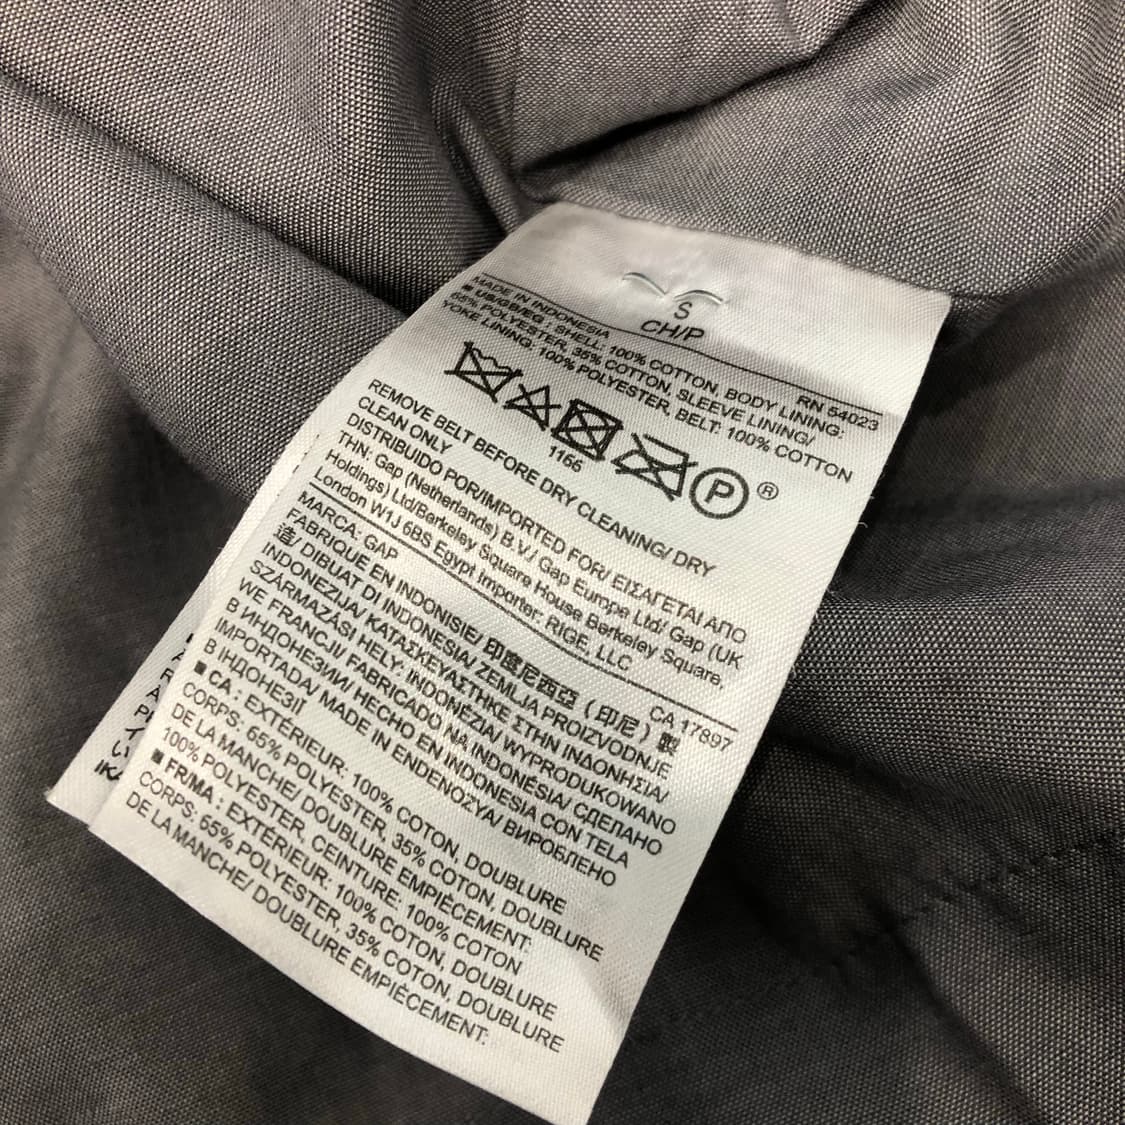 S
CH/P
RN 54023
MADE IN INDONESIA
■ US/GB/EG : SHELL: 100% COTTON, BODY LINING:
65% POLYESTER, 35% COTTON, SLEEVE LINING/
YOKE LINING: 100% POLYESTER, BELT: 100% COTTON
1166
P ®
REMOVE BELT BEFORE DRY CLEANING/ DRY
CLEAN ONLY
DISTRIBUIDO POR/IMPORTED FOR/ ΕΙΣΑΓΕΤΑΙ ΑΠΟ
ΤΗΝ: Gap (Netherlands) B.V./ Gap Europe Ltd/ Gap (UK
Holdings) Ltd/Berkeley Square House Berkeley Square,
London W1J 6BS Egypt Importer: RIGE, LLC
MARCA: GAP CA 17897
FABRIQUÉ EN INDONISIE/ 印度尼西亞 ( 印尼 ) 製
造/ DIBUAT DI INDONESIA/ ZEMLJA PROIZVODNJE
INDONEZIJA/ ΚΑΤΑΣΚΕΥΑΣΤΗΚΕ ΣΤΗΝ ΙΝΔΟΝΗΣΙΑ/
SZÁRMAZÁSI HELY: INDONÉZIA/ WYPRODUKOWANO
WE FRANCJI/ FABRICADO NA INDONÉSIA/ СДЕЛАНО
В ИНДОНЕЗИИ/ HECHO EN INDONESIA CON TELA
IMPORTADA/ MADE IN ENDENOZYA/ ВИРОБЛЕНО
В ІНДОНЕЗІЇ
■ CA : EXTÉRIEUR: 100% COTON, DOUBLURE
CORPS: 65% POLYESTER, 35% COTON, DOUBLURE
DE LA MANCHE/ DOUBLURE EMPIÈCEMENT:
100% POLYESTER, CEINTURE: 100% COTON
■ FR/MA : EXTÉRIEUR: 100% COTON, DOUBLURE
CORPS: 65% POLYESTER, 35% COTON, DOUBLURE
DE LA MANCHE/ DOUBLURE EMPIÈCEMENT: